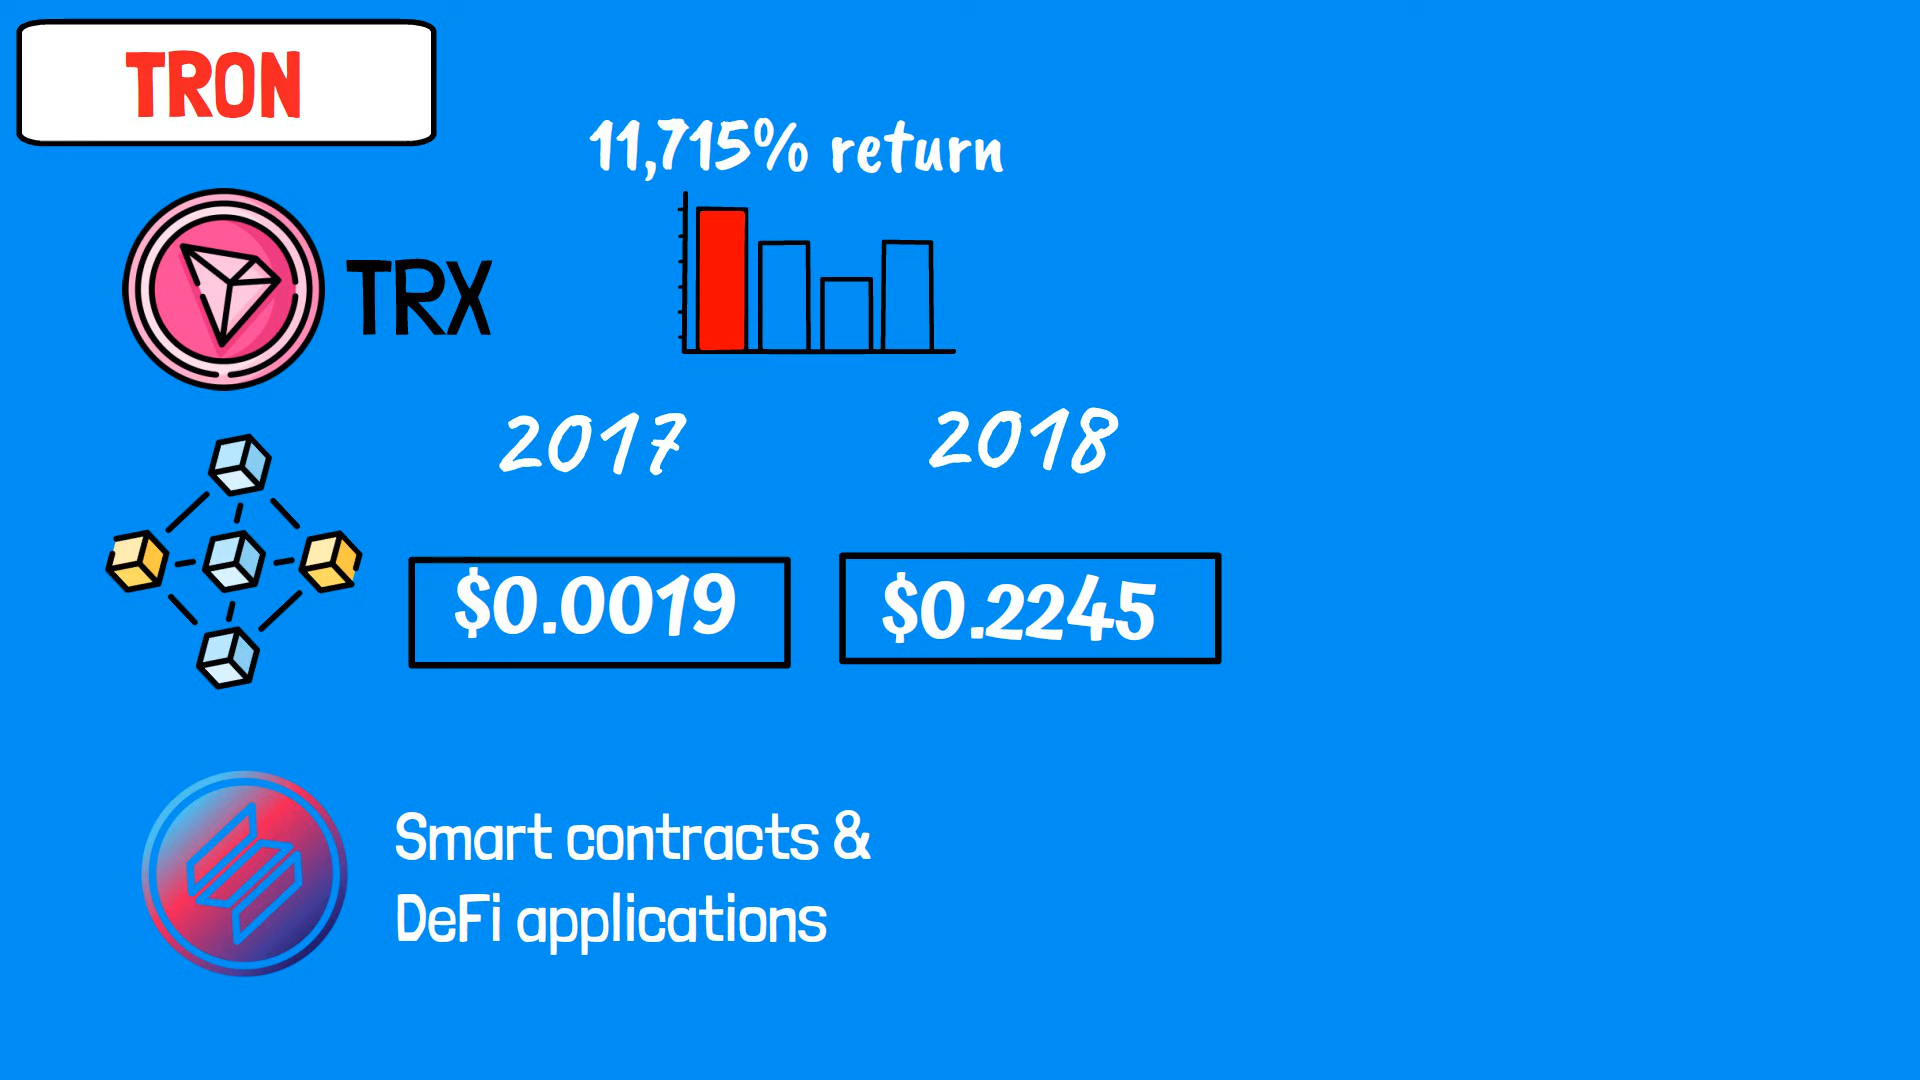 TRON
11,715% return
TRX
2017
2018
$0.0019
$0.2245
Smart contracts &
DeFi applications